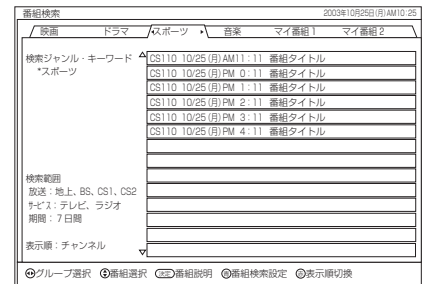 番組検索 2003年10月25日(月)AM10:25
映画 ドラマ スポーツ 音楽 マイ番組1 マイ番組2
検索ジャンル・キーワード
*スポーツ
CS110 10/25(月)AM11:11 番組タイトル
CS110 10/25(月)PM 0:11 番組タイトル
CS110 10/25(月)PM 1:11 番組タイトル
CS110 10/25(月)PM 2:11 番組タイトル
CS110 10/25(月)PM 3:11 番組タイトル
CS110 10/25(月)PM 4:11 番組タイトル
検索範囲
放送:地上、BS、CS1、CS2
サービス:テレビ、ラジオ
期間:7日間
表示順:チャンネル
グループ選択 番組選択 決定 番組説明 番組検索設定 表示順切換